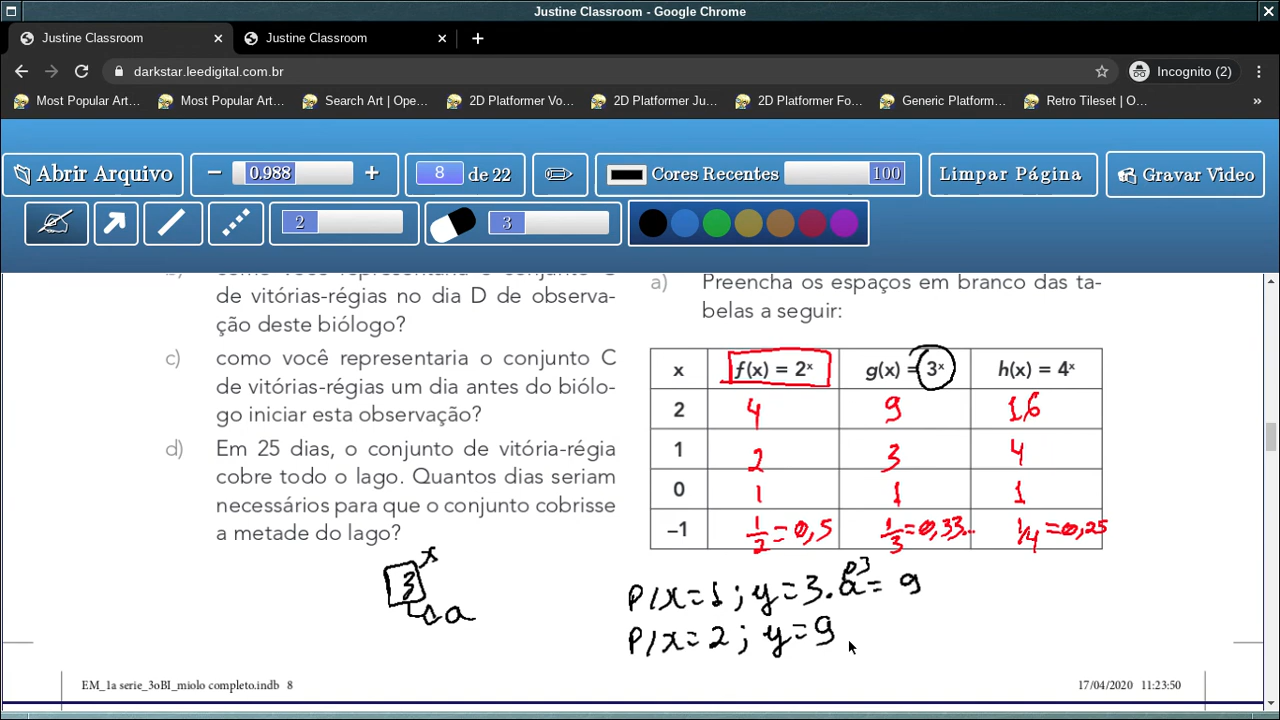 Justine Classroom - Google Chrome
Justine Classroom
Justine Classroom
darkstar.leedigital.com.br
Incognito (2)
Most Popular Art...
Most Popular Art...
Search Art | Ope...
2D Platformer Vo...
2D Platformer Ju...
2D Platformer Fo...
Generic Platform...
Retro Tileset | O...
Abrir Arquivo
− 0.988 +
8 de 22
Cores Recentes 100
Limpar Página
Gravar Vídeo
2
3
de vitórias-régias no dia D de observa-
ção deste biólogo?
c) como você representaria o conjunto C
de vitórias-régias um dia antes do biólo-
go iniciar esta observação?
d) Em 25 dias, o conjunto de vitória-régia
cobre todo o lago. Quantos dias seriam
necessários para que o conjunto cobrisse
a metade do lago?
3 x
a
a) Preencha os espaços em branco das ta-
belas a seguir:
x f(x) = 2ˣ g(x) = 3ˣ h(x) = 4ˣ
2 4 9 16
1 2 3 4
0 1 1 1
−1 1/2 = 0,5 1/3 = 0,33... 1/4 = 0,25
P/x = 1 ; y = 3 . a = 9
P/x = 2 ; y = 9
EM_1a serie_3oBI_miolo completo.indb 8
17/04/2020 11:23:50